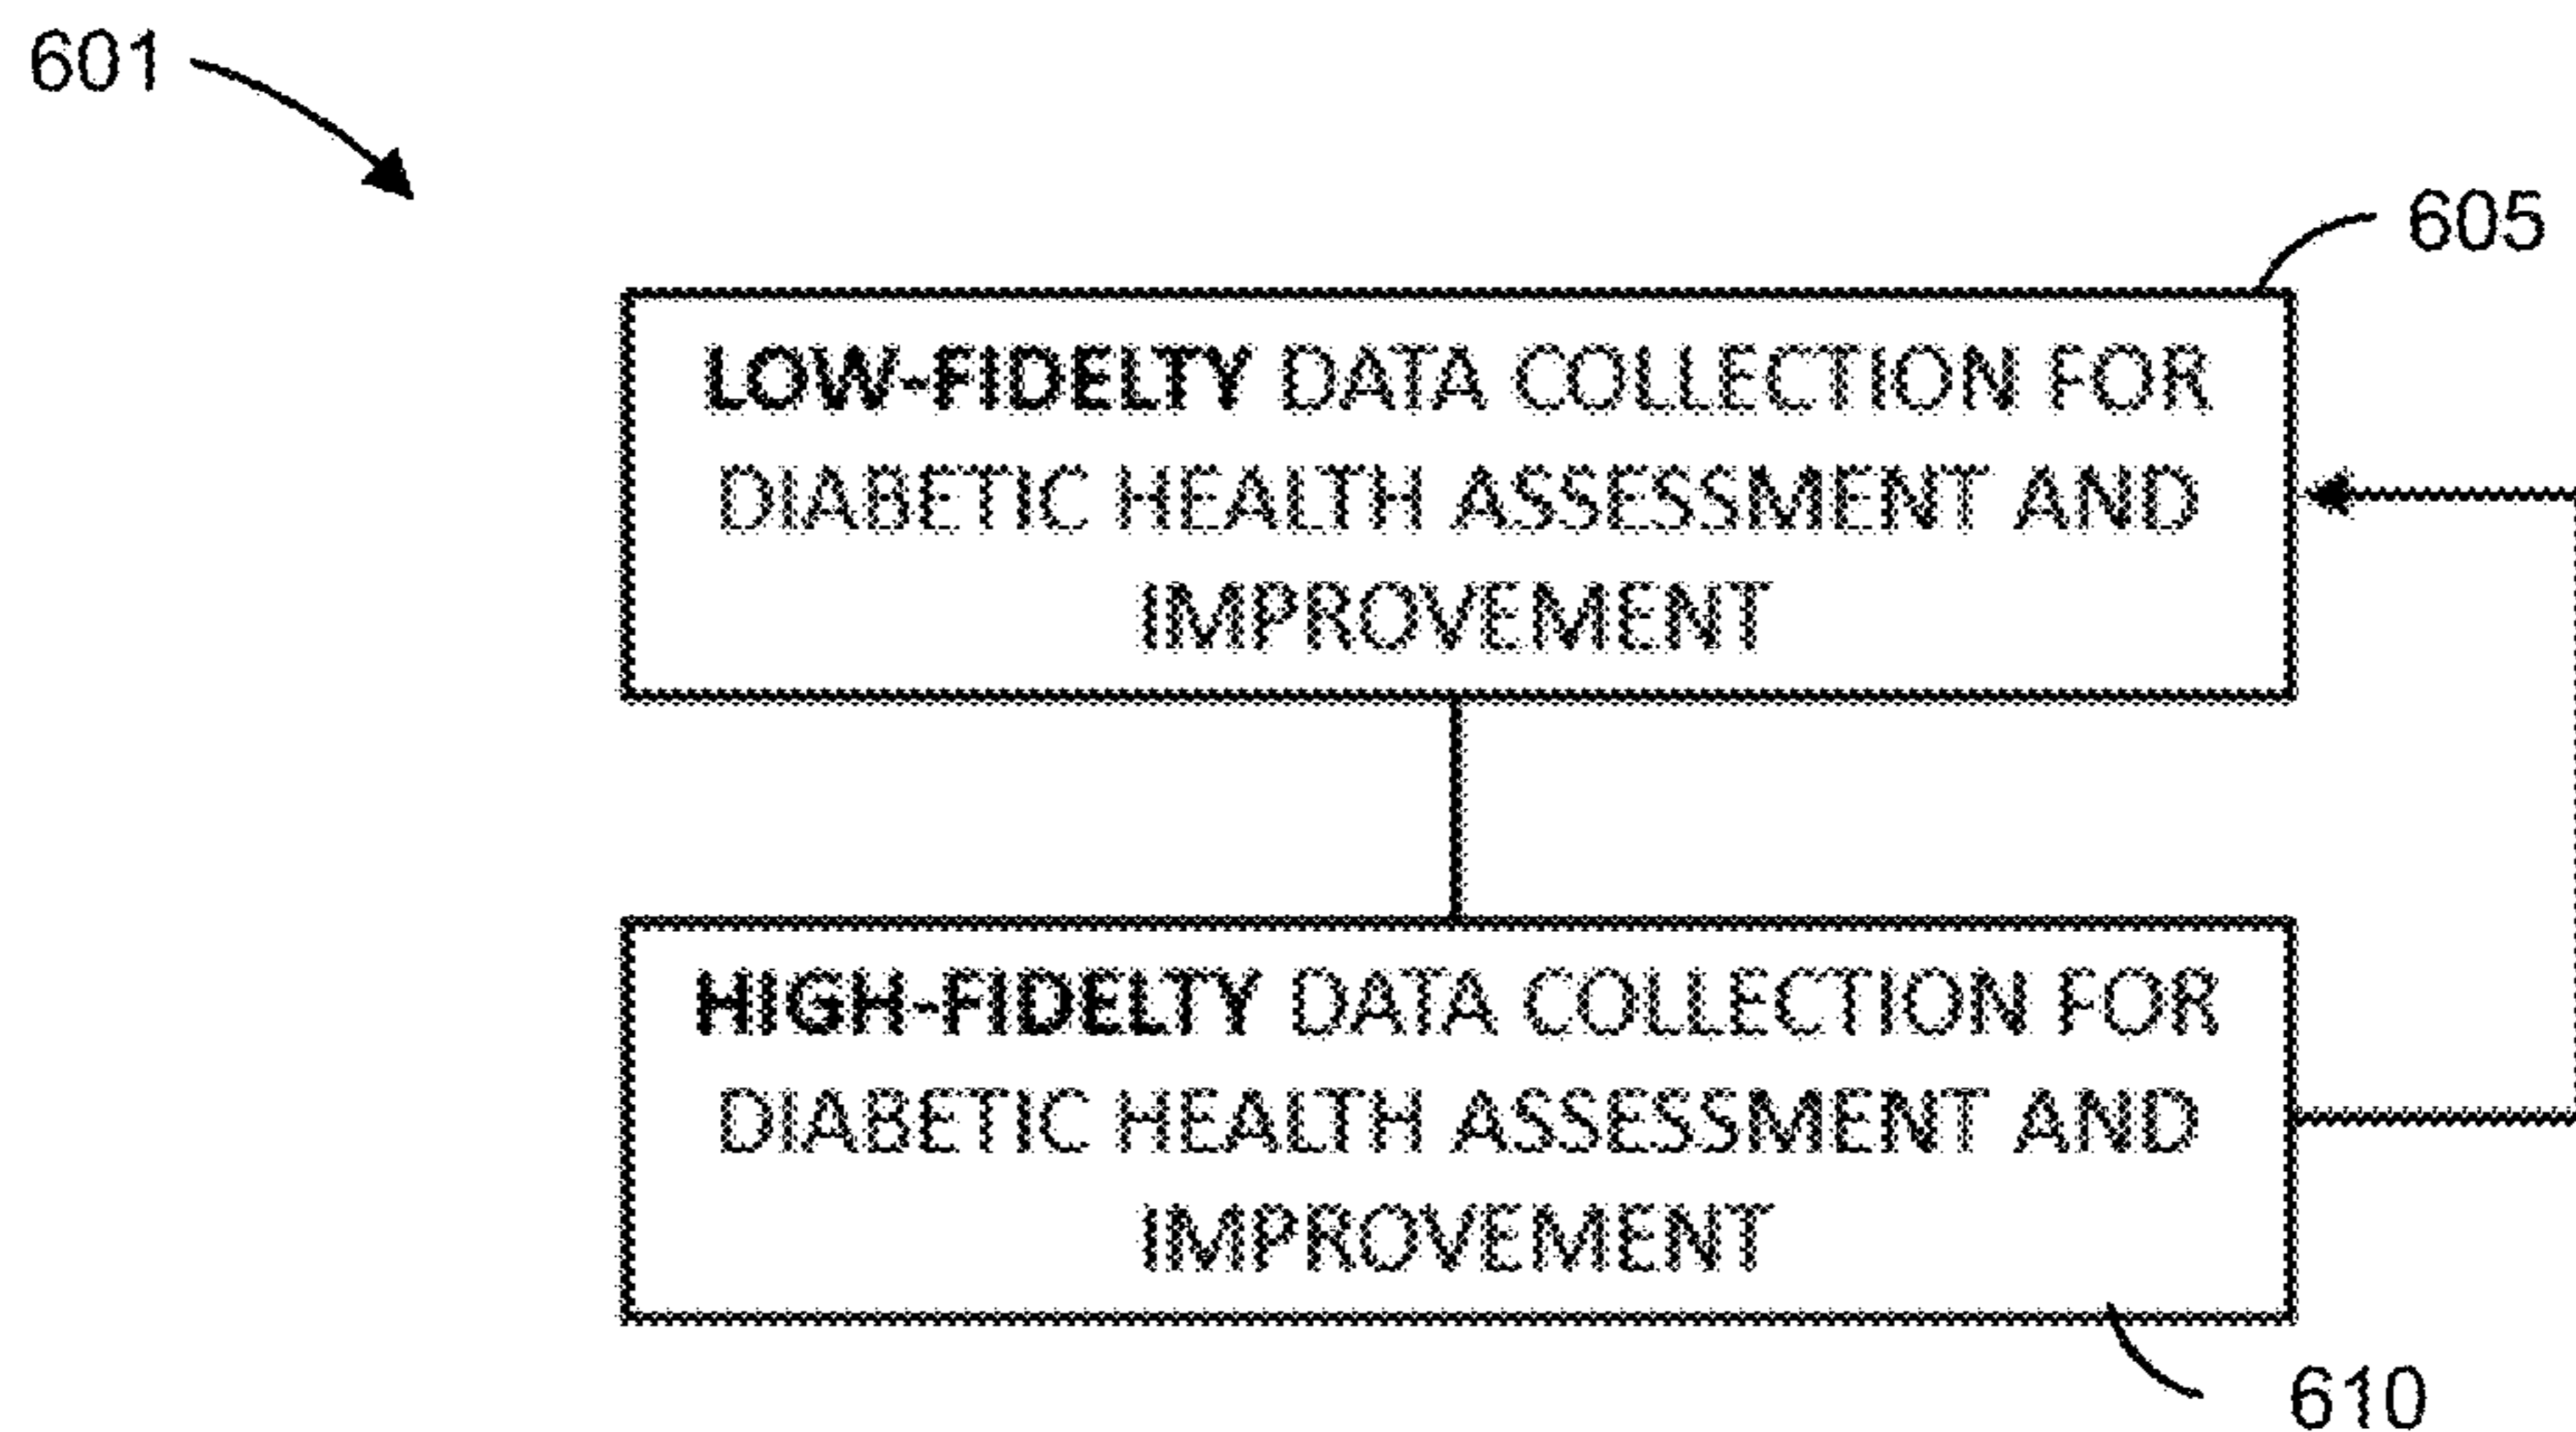 601
605
LOW-FIDELTY DATA COLLECTION FOR
DIABETIC HEALTH ASSESSMENT AND
IMPROVEMENT
HIGH-FIDELTY DATA COLLECTION FOR
DIABETIC HEALTH ASSESSMENT AND
IMPROVEMENT
610